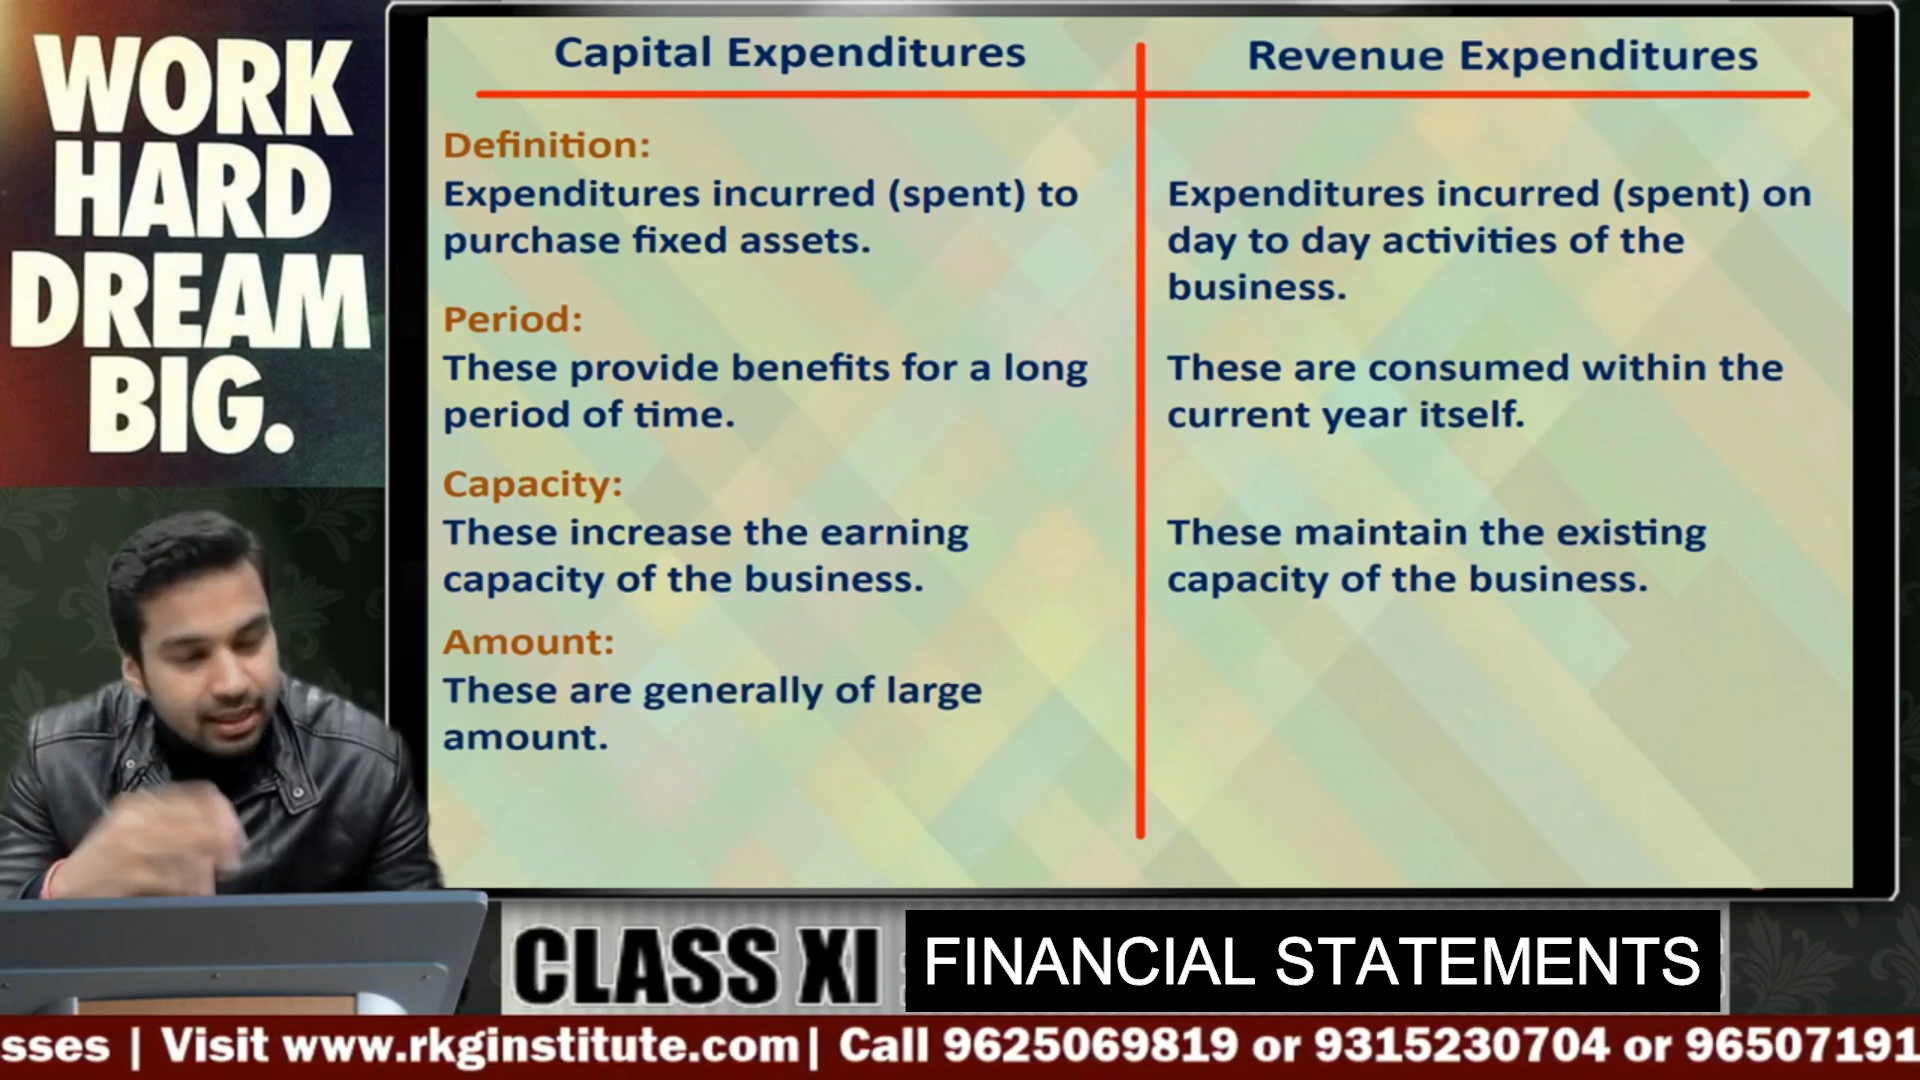 WORK
HARD
DREAM
BIG.
Capital Expenditures
Revenue Expenditures
Definition:
Expenditures incurred (spent) to
purchase fixed assets.
Expenditures incurred (spent) on
day to day activities of the
business.
Period:
These provide benefits for a long
period of time.
These are consumed within the
current year itself.
Capacity:
These increase the earning
capacity of the business.
These maintain the existing
capacity of the business.
Amount:
These are generally of large
amount.
CLASS XI
FINANCIAL STATEMENTS
sses | Visit www.rkginstitute.com| Call 9625069819 or 9315230704 or 96507191